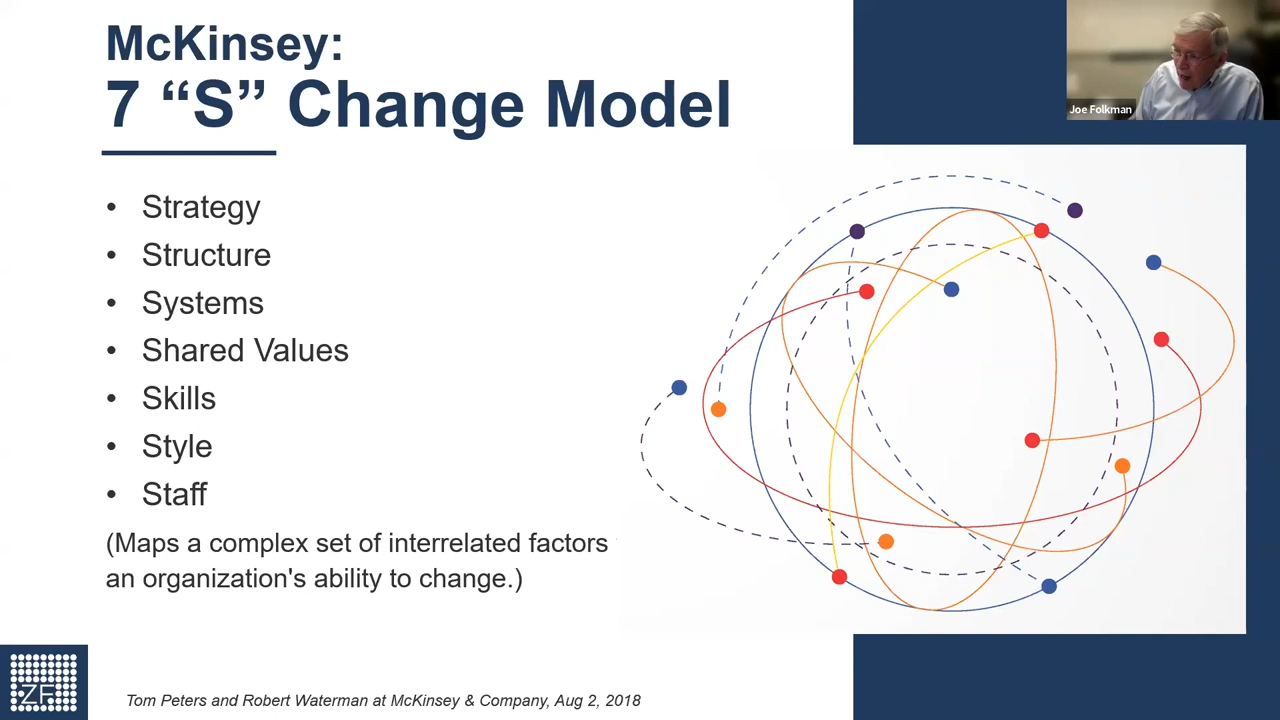 McKinsey:
7 “S” Change Model
• Strategy
• Structure
• Systems
• Shared Values
• Skills
• Style
• Staff
(Maps a complex set of interrelated factors
an organization's ability to change.)
Joe Folkman
ZF
Tom Peters and Robert Waterman at McKinsey & Company, Aug 2, 2018